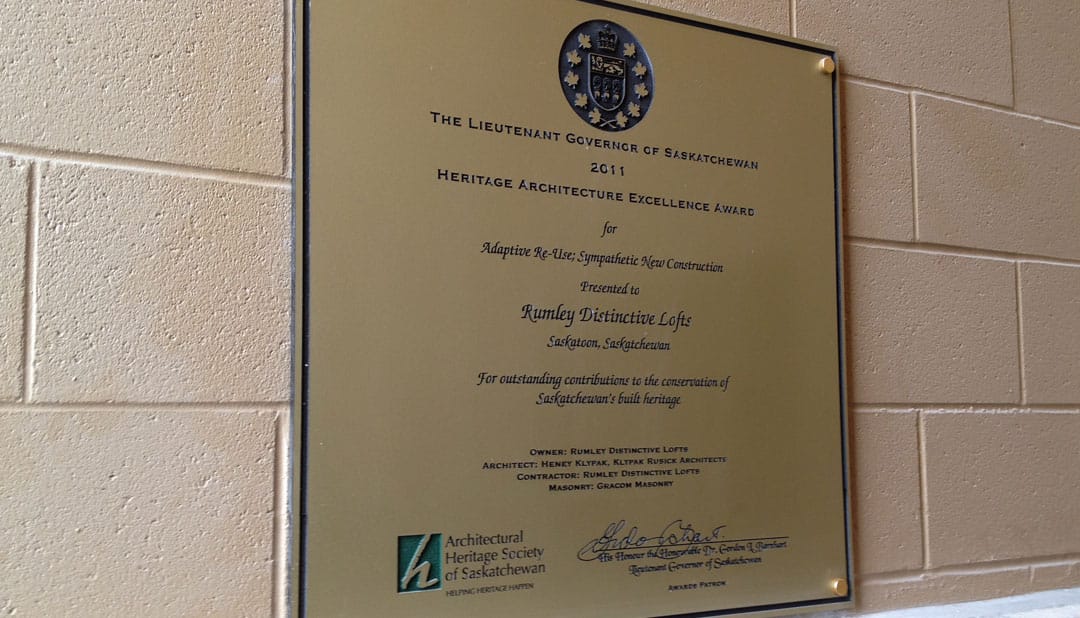 The Lieutenant Governor of Saskatchewan
2011
Heritage Architecture Excellence Award
for
Adaptive Re-Use; Sympathetic New Construction
Presented to
Rumley Distinctive Lofts
Saskatoon, Saskatchewan
For outstanding contributions to the conservation of
Saskatchewan's built heritage
Owner: Rumley Distinctive Lofts
Architect: Henry Klypak, Klypak Rusick Architects
Contractor: Rumley Distinctive Lofts
Masonry: Gracom Masonry
h
Architectural
Heritage Society
of Saskatchewan
HELPING HERITAGE HAPPEN
His Honour the Honourable Dr. Gordon L. Barnhart
Lieutenant Governor of Saskatchewan
Awards Patron